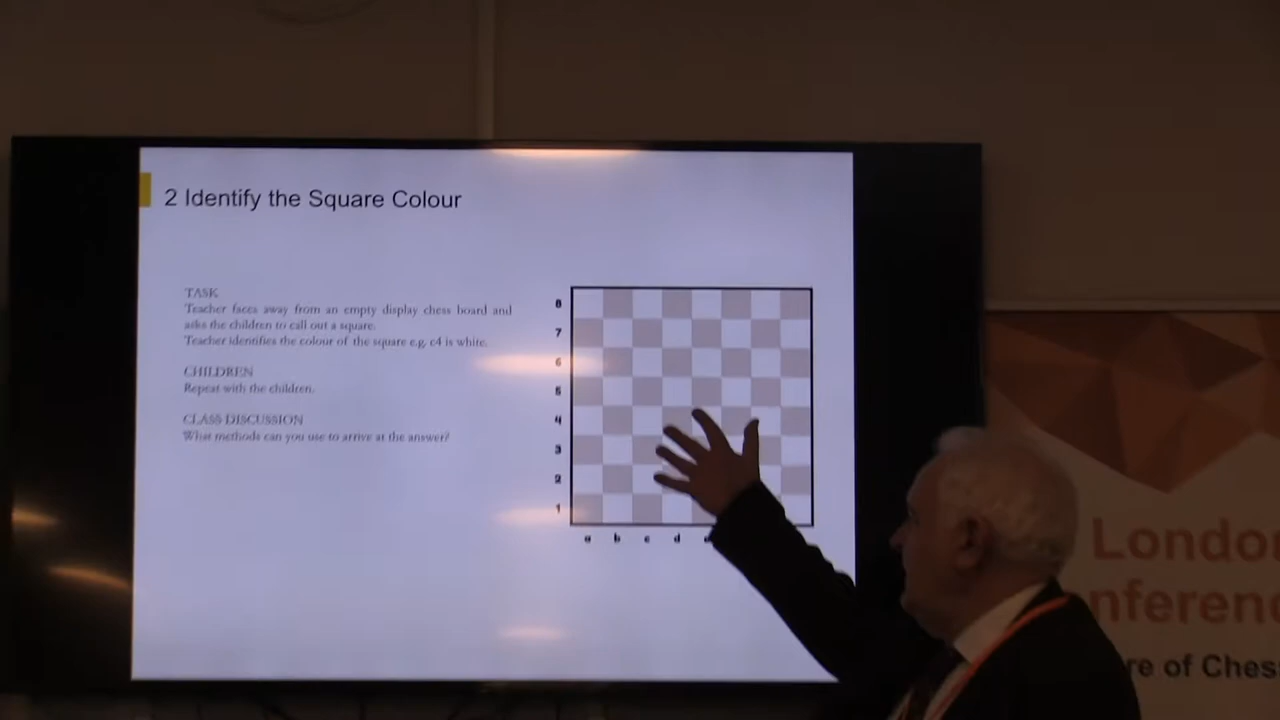 2 Identify the Square Colour
TASK
Teacher faces away from an empty display chess board and
asks the children to call out a square.
Teacher identifies the colour of the square e.g. c4 is white.
CHILDREN
Repeat with the children.
CLASS DISCUSSION
What methods can you use to arrive at the answer?
8
7
6
5
4
3
2
1
a b c d
Londo
nferenc
re of Ches